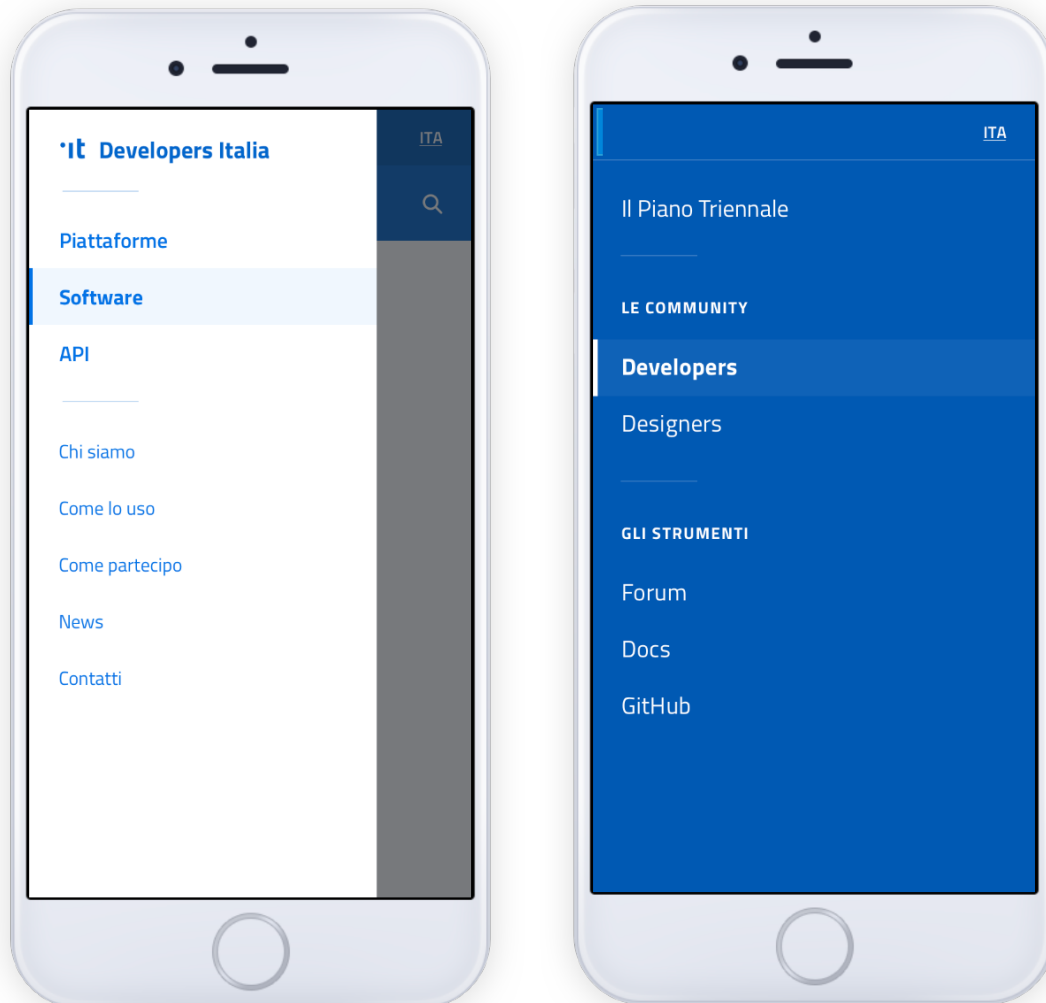 Developers Italia
Piattaforme
Software
API
Chi siamo
Come lo uso
Come partecipo
News
Contatti
ITA
ITA
Il Piano Triennale
LE COMMUNITY
Developers
Designers
GLI STRUMENTI
Forum
Docs
GitHub